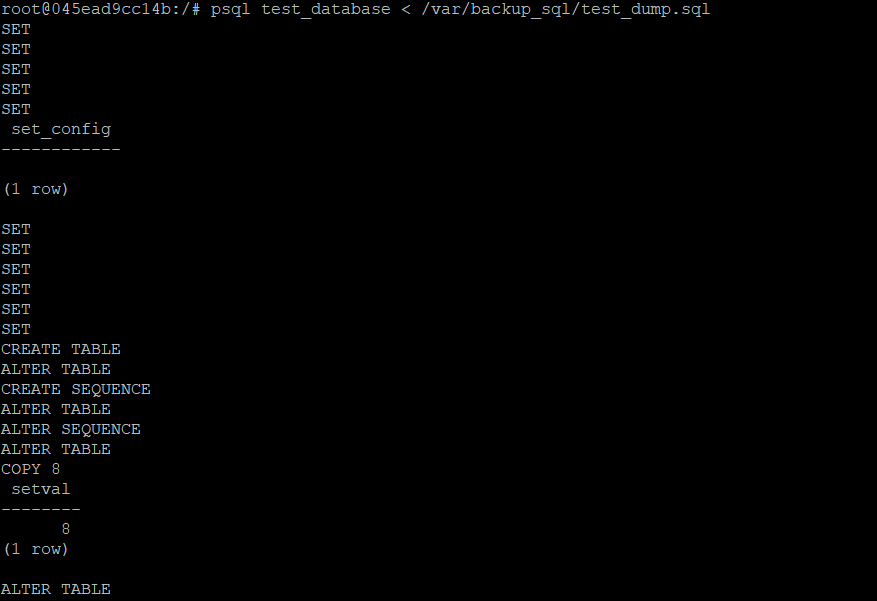 root@045ead9cc14b:/# psql test_database < /var/backup_sql/test_dump.sql
SET
SET
SET
SET
SET
 set_config
------------
(1 row)
SET
SET
SET
SET
SET
SET
CREATE TABLE
ALTER TABLE
CREATE SEQUENCE
ALTER TABLE
ALTER SEQUENCE
ALTER TABLE
COPY 8
 setval
--------
      8
(1 row)
ALTER TABLE